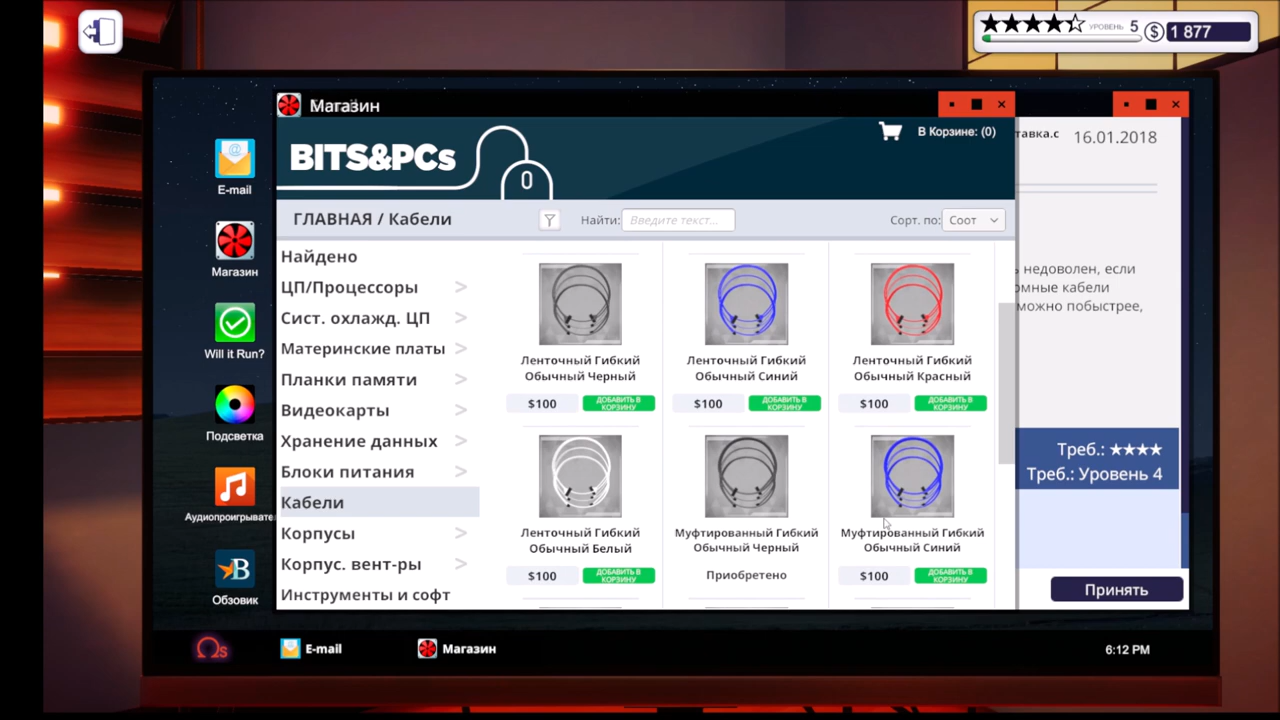 УРОВЕНЬ 5
$ 1 877
Магазин
BITS&PCs
0
В Корзине: (0)
тавка.с
16.01.2018
E-mail
Магазин
Will it Run?
Подсветка
Аудиопроигрывате
Обзовик
ГЛАВНАЯ / Кабели
Найти: Введите текст...
Сорт. по: Соот
Найдено
ЦП/Процессоры >
Сист. охлажд. ЦП >
Материнские платы >
Планки памяти >
Видеокарты >
Хранение данных >
Блоки питания >
Кабели
Корпусы >
Корпус. вент-ры >
Инструменты и софт
Ленточный Гибкий
Обычный Черный
$100 ДОБАВИТЬ В
КОРЗИНУ
Ленточный Гибкий
Обычный Синий
$100 ДОБАВИТЬ В
КОРЗИНУ
Ленточный Гибкий
Обычный Красный
$100 ДОБАВИТЬ В
КОРЗИНУ
Ленточный Гибкий
Обычный Белый
$100 ДОБАВИТЬ В
КОРЗИНУ
Муфтированный Гибкий
Обычный Черный
Приобретено
Муфтированный Гибкий
Обычный Синий
$100 ДОБАВИТЬ В
КОРЗИНУ
ь недоволен, если
омные кабели
можно побыстрее,
Треб.: ★★★★
Треб.: Уровень 4
Принять
Ωs
E-mail
Магазин
6:12 PM